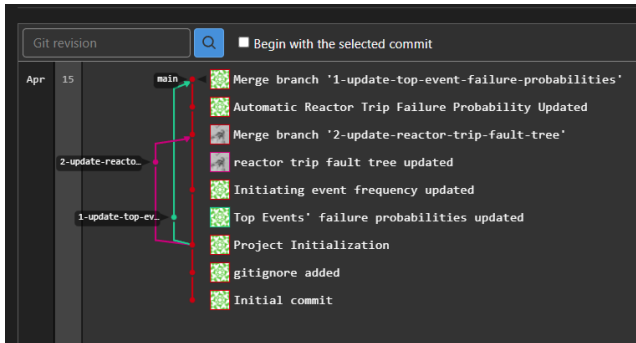 Git revision
Begin with the selected commit
Apr 15 main Merge branch '1-update-top-event-failure-probabilities'
Automatic Reactor Trip Failure Probability Updated
Merge branch '2-update-reactor-trip-fault-tree'
2-update-reacto… reactor trip fault tree updated
Initiating event frequency updated
1-update-top-ev… Top Events' failure probabilities updated
Project Initialization
gitignore added
Initial commit